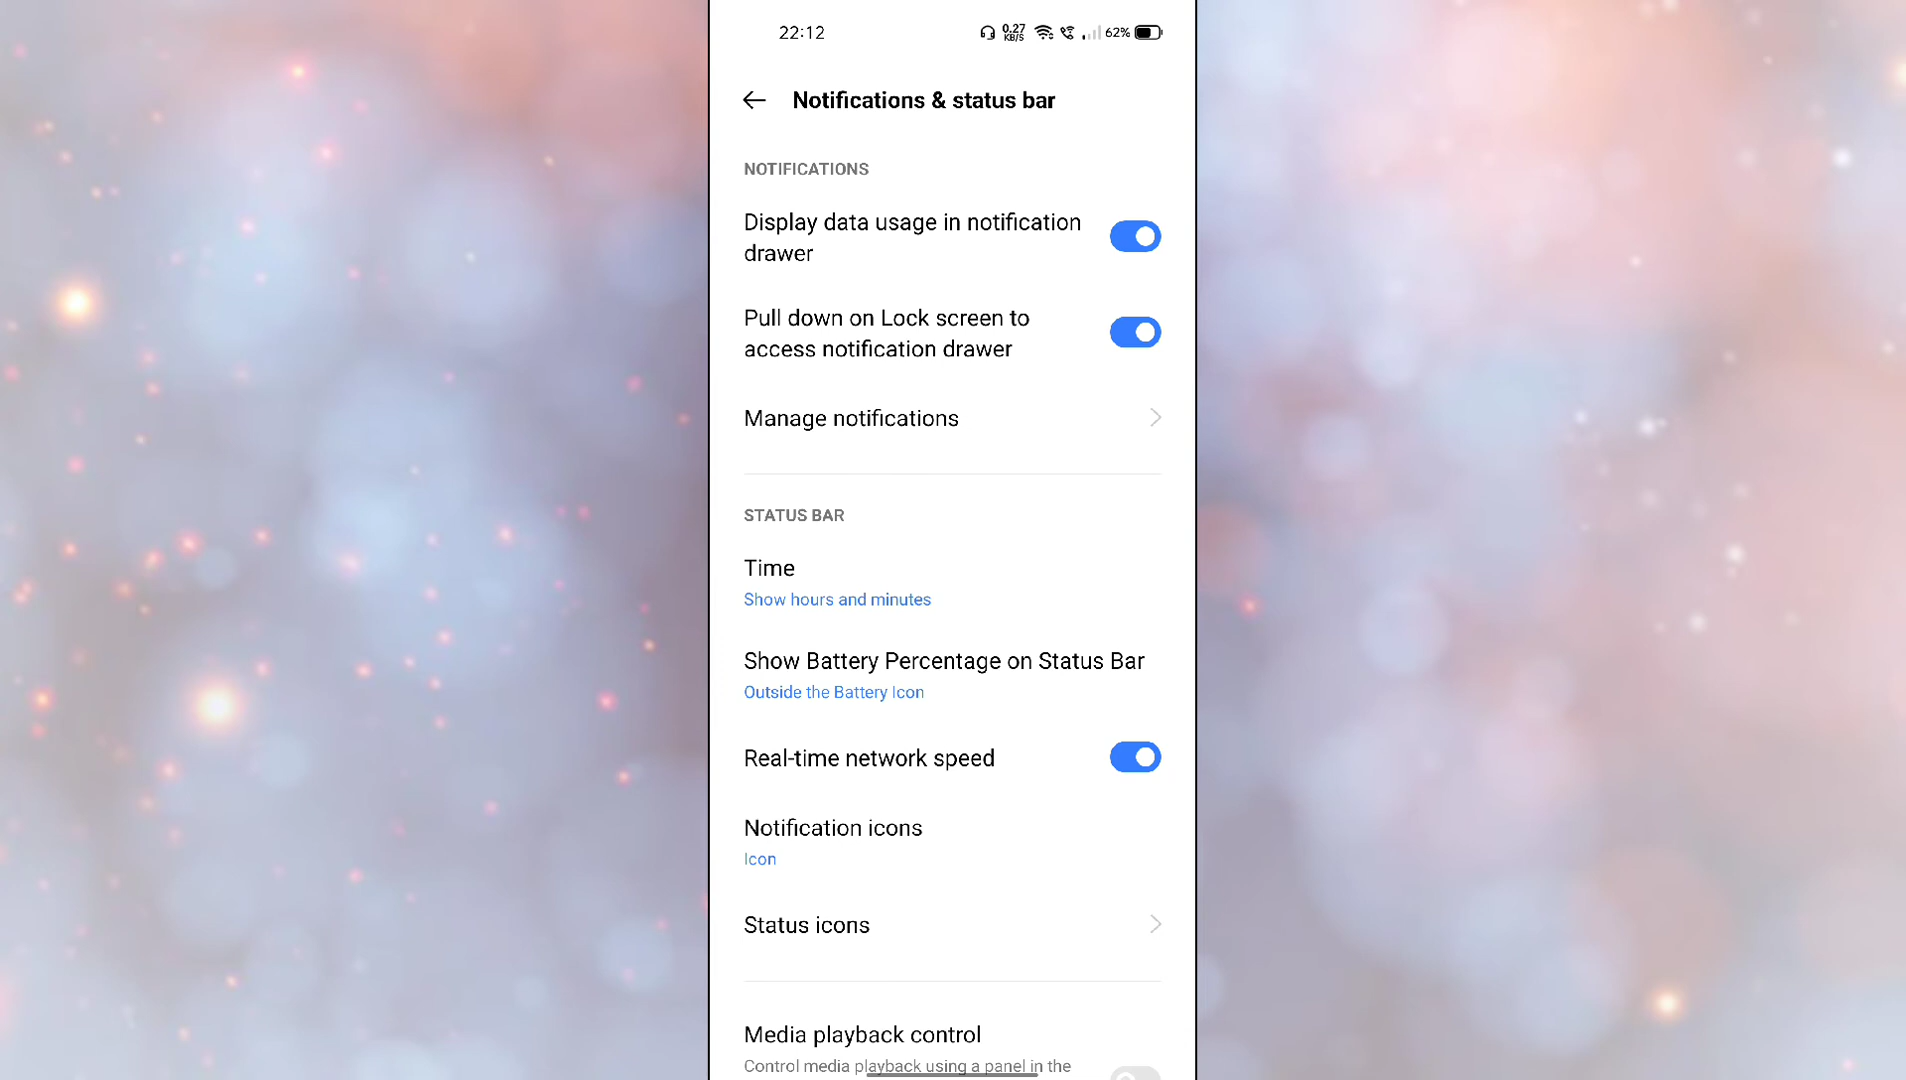 22:12
0.27
KB/S
62%
Notifications & status bar
NOTIFICATIONS
Display data usage in notification
drawer
Pull down on Lock screen to
access notification drawer
Manage notifications
STATUS BAR
Time
Show hours and minutes
Show Battery Percentage on Status Bar
Outside the Battery Icon
Real-time network speed
Notification icons
Icon
Status icons
Media playback control
Control media playback using a panel in the